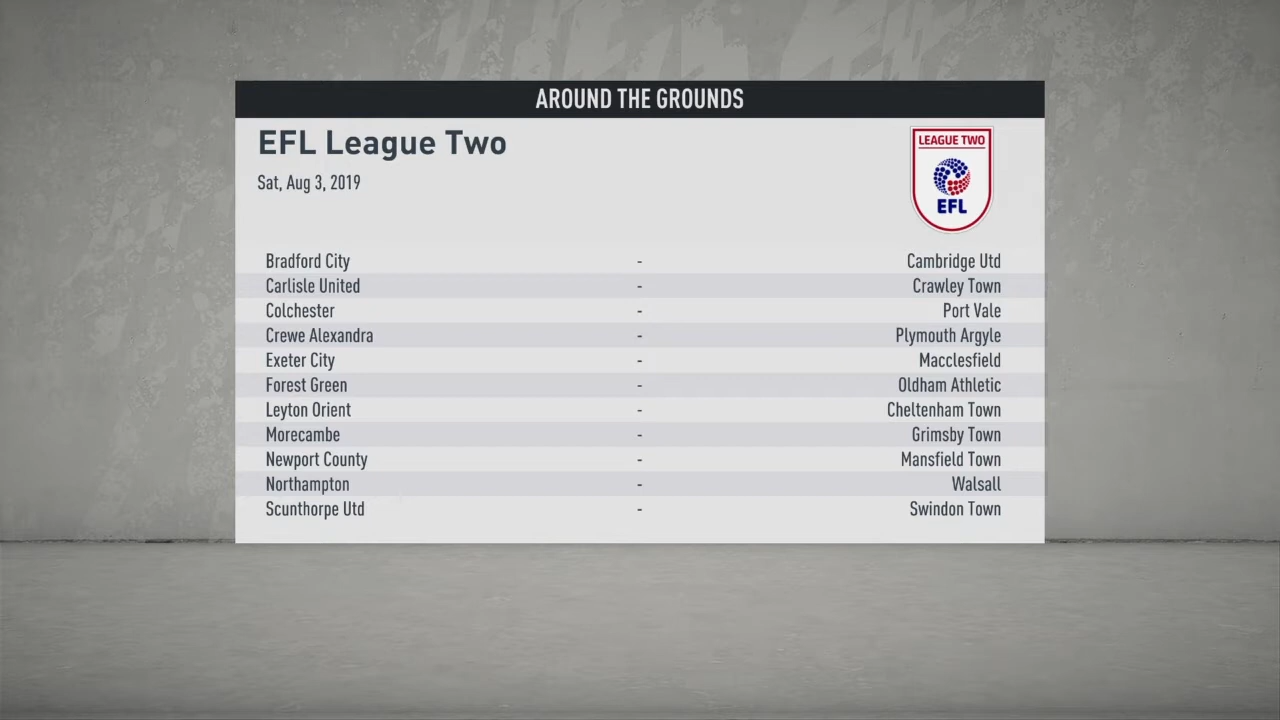 AROUND THE GROUNDS
EFL League Two
LEAGUE TWO
EFL
Sat, Aug 3, 2019
Bradford City - Cambridge Utd
Carlisle United - Crawley Town
Colchester - Port Vale
Crewe Alexandra - Plymouth Argyle
Exeter City - Macclesfield
Forest Green - Oldham Athletic
Leyton Orient - Cheltenham Town
Morecambe - Grimsby Town
Newport County - Mansfield Town
Northampton - Walsall
Scunthorpe Utd - Swindon Town